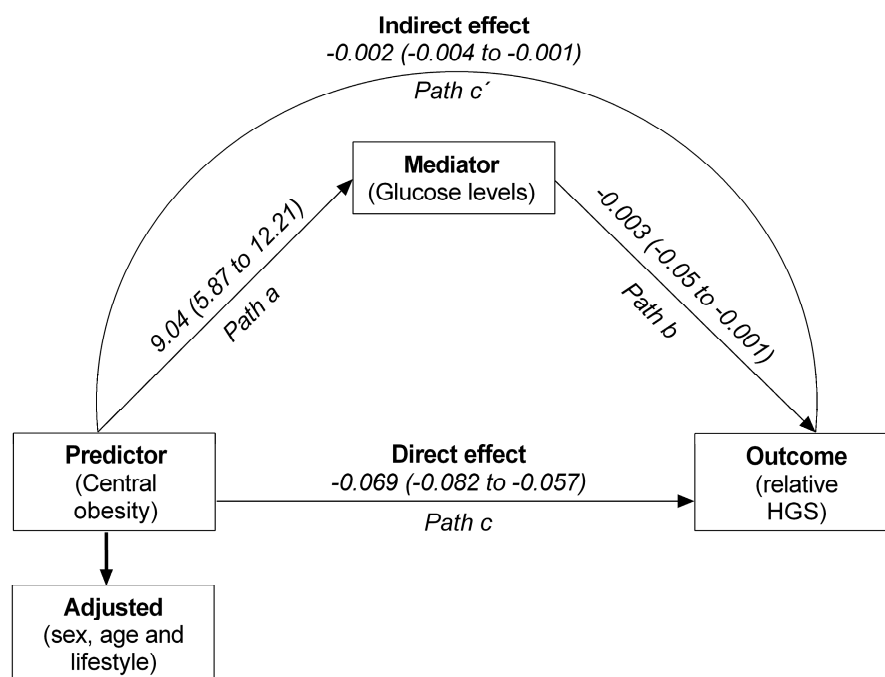 Indirect effect
-0.002 (-0.004 to -0.001)
Path c´
Mediator
(Glucose levels)
9.04 (5.87 to 12.21)
Path a
-0.003 (-0.05 to -0.001)
Path b
Predictor
(Central
obesity)
Direct effect
-0.069 (-0.082 to -0.057)
Path c
Outcome
(relative
HGS)
Adjusted
(sex, age and
lifestyle)